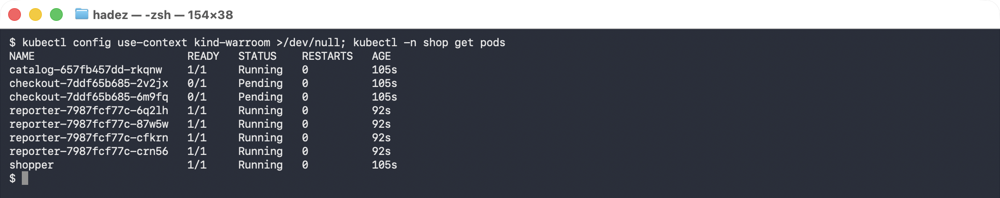 hadez — -zsh — 154×38
$ kubectl config use-context kind-warroom >/dev/null; kubectl -n shop get pods
NAME                        READY   STATUS    RESTARTS   AGE
catalog-657fb457dd-rkqnw    1/1     Running   0          105s
checkout-7ddf65b685-2v2jx   0/1     Pending   0          105s
checkout-7ddf65b685-6m9fq   0/1     Pending   0          105s
reporter-7987fcf77c-6q2lh   1/1     Running   0          92s
reporter-7987fcf77c-87w5w   1/1     Running   0          92s
reporter-7987fcf77c-cfkrn   1/1     Running   0          92s
reporter-7987fcf77c-crn56   1/1     Running   0          92s
shopper                     1/1     Running   0          105s
$